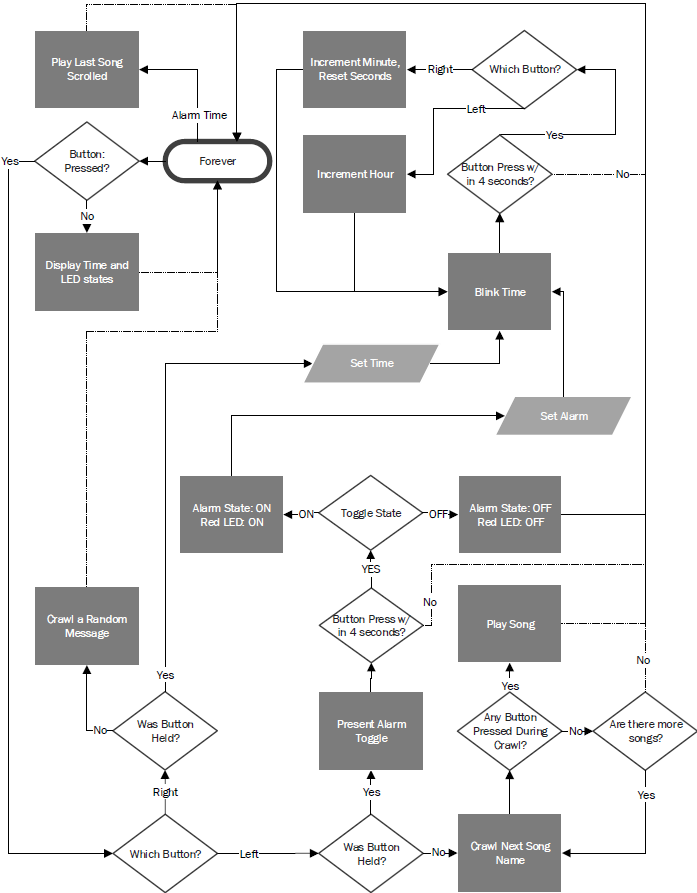 Play Last Song
Scrolled
Increment Minute,
Reset Seconds
Right
Which Button?
Left
Alarm Time
Yes
Button:
Pressed?
Forever
Yes
Increment Hour
Button Press w/
in 4 seconds?
No
No
Display Time and
LED states
Blink Time
Set Time
Set Alarm
Alarm State: ON
Red LED: ON
ON
Toggle State
OFF
Alarm State: OFF
Red LED: OFF
YES
Crawl a Random
Message
Button Press w/
in 4 seconds?
No
Play Song
No
Yes
Yes
No
Was Button
Held?
Present Alarm
Toggle
Any Button
Pressed During
Crawl?
No
Are there more
songs?
Right
Yes
Yes
Which Button?
Left
Was Button
Held?
No
Crawl Next Song
Name